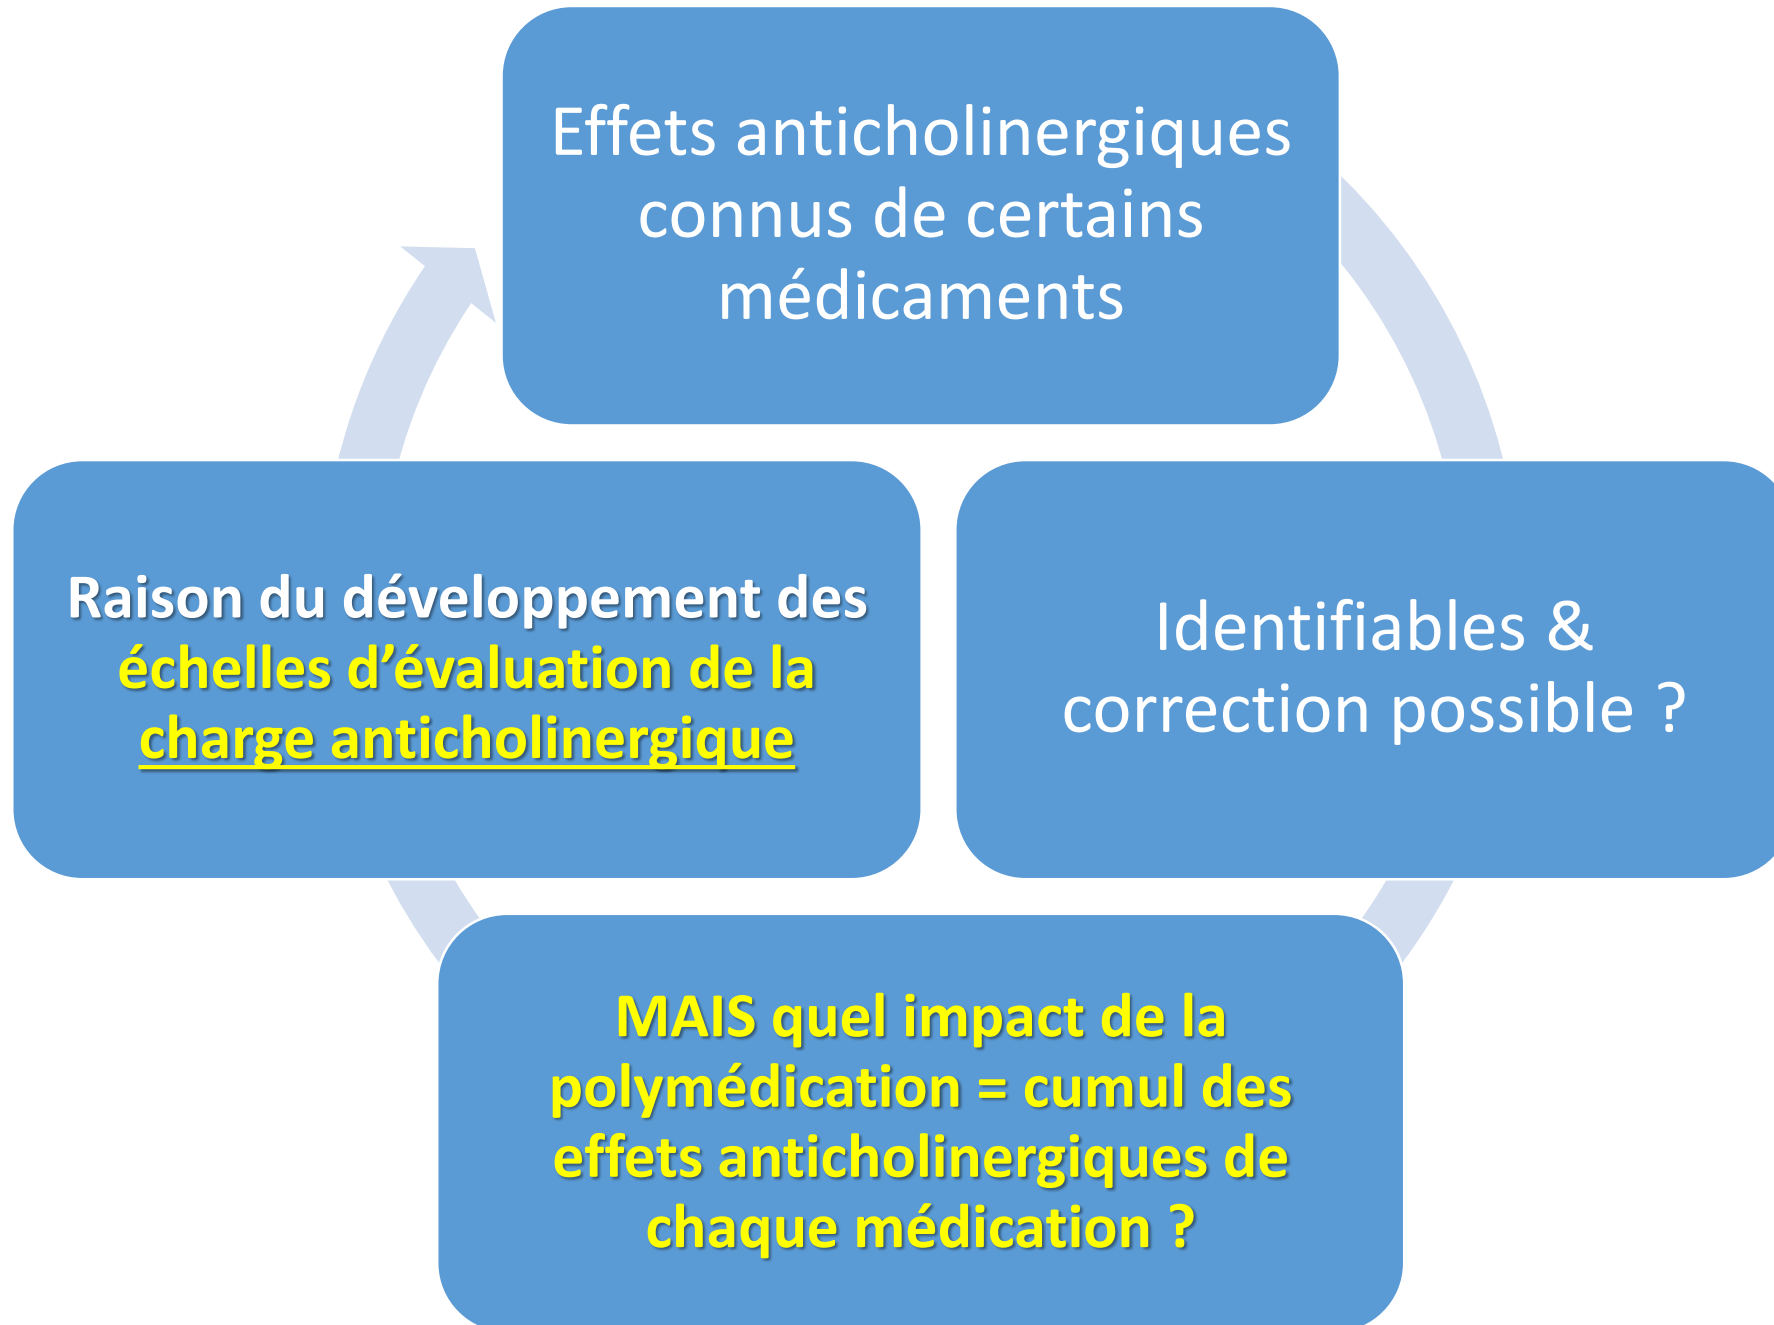 Effets anticholinergiques
connus de certains
médicaments
Identifiables &
correction possible ?
MAIS quel impact de la
polymédication = cumul des
effets anticholinergiques de
chaque médication ?
Raison du développement des
échelles d’évaluation de la
charge anticholinergique